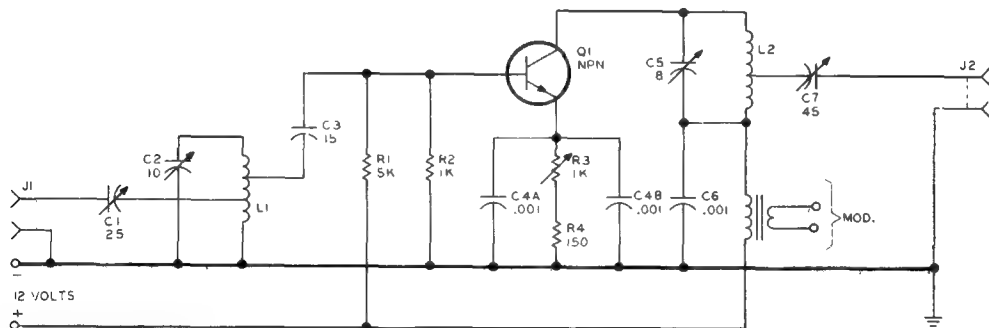 J1
C1
25
C2
10
L1
C3
15
R1
5K
R2
1K
Q1
NPN
C4A
.001
R3
1K
R4
150
C4B
.001
C5
8
C6
.001
L2
C7
45
J2
MOD.
−
12 VOLTS
+